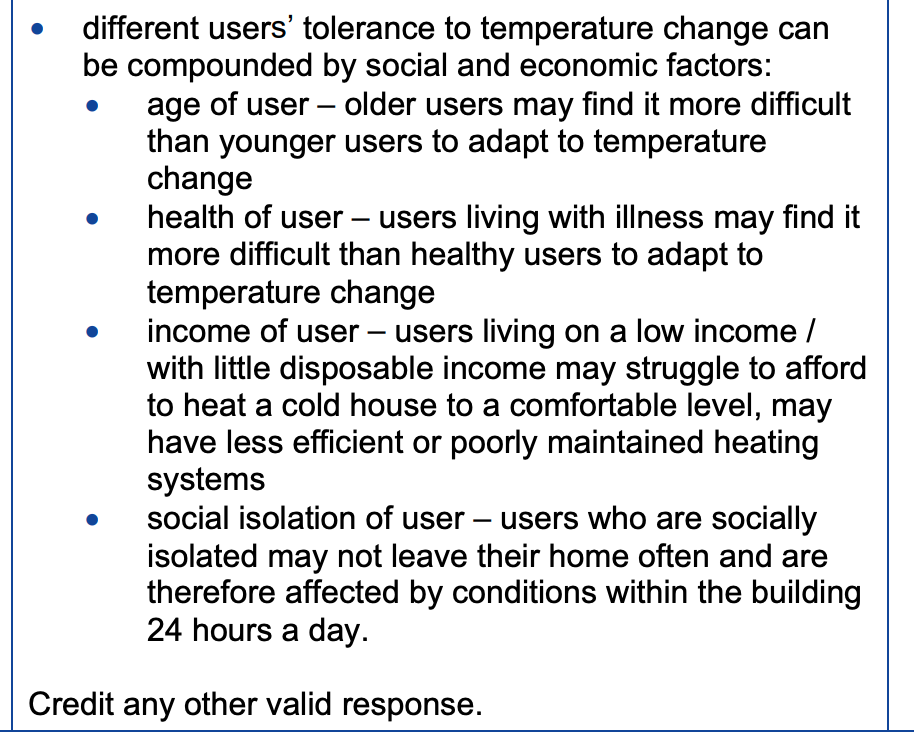 • different users’ tolerance to temperature change can
be compounded by social and economic factors:
• age of user – older users may find it more difficult
than younger users to adapt to temperature
change
• health of user – users living with illness may find it
more difficult than healthy users to adapt to
temperature change
• income of user – users living on a low income /
with little disposable income may struggle to afford
to heat a cold house to a comfortable level, may
have less efficient or poorly maintained heating
systems
• social isolation of user – users who are socially
isolated may not leave their home often and are
therefore affected by conditions within the building
24 hours a day.
Credit any other valid response.